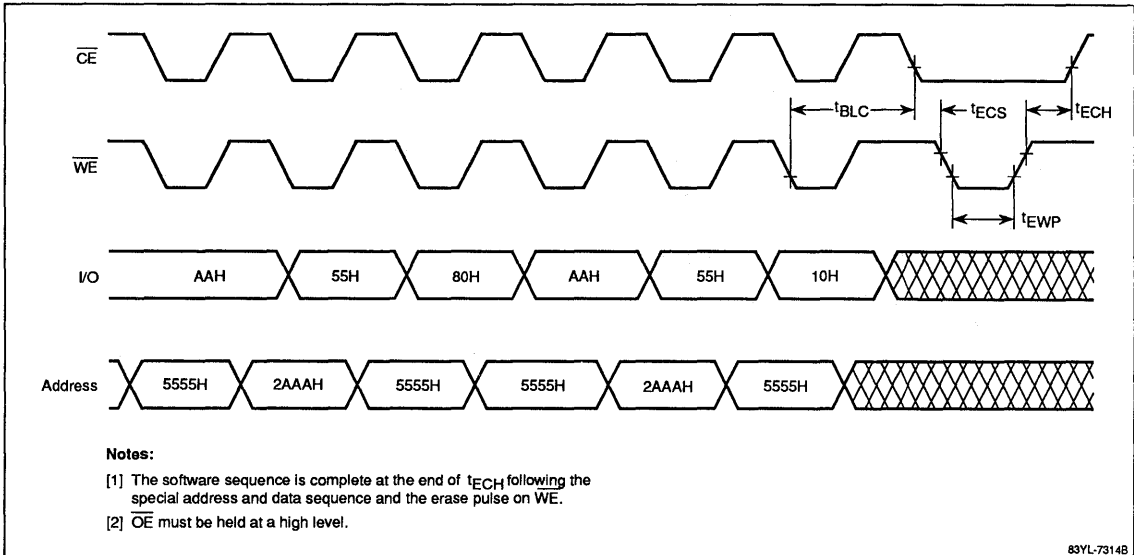 CE
tBLC
tECS
tECH
WE
tEWP
I/O AAH 55H 80H AAH 55H 10H
Address 5555H 2AAAH 5555H 5555H 2AAAH 5555H
Notes:
[1] The software sequence is complete at the end of tECH following the
special address and data sequence and the erase pulse on WE.
[2] OE must be held at a high level.
83YL-7314B